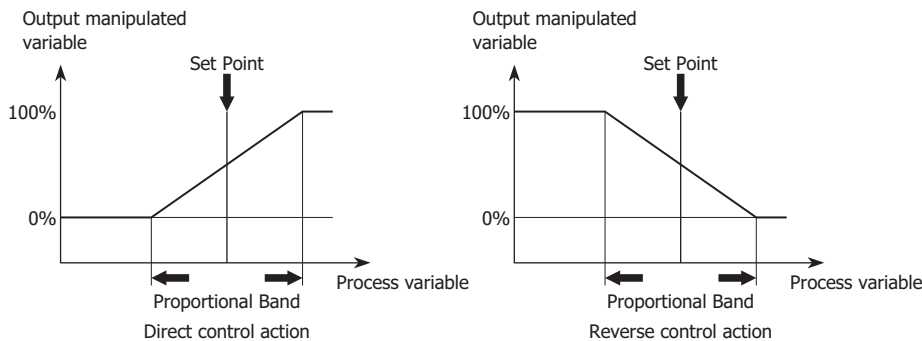 Output manipulated
variable
Set Point
100%
0%
Process variable
Proportional Band
Direct control action
Output manipulated
variable
Set Point
100%
0%
Process variable
Proportional Band
Reverse control action